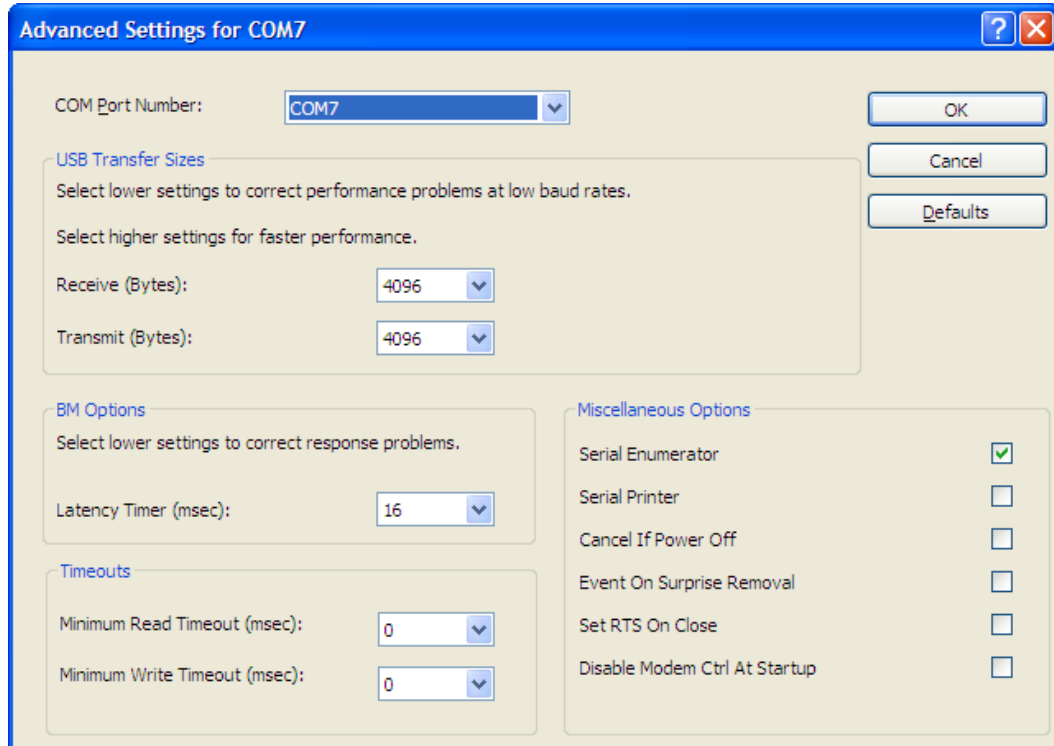 Advanced Settings for COM7
COM Port Number: COM7
OK
USB Transfer Sizes
Cancel
Select lower settings to correct performance problems at low baud rates.
Defaults
Select higher settings for faster performance.
Receive (Bytes): 4096
Transmit (Bytes): 4096
BM Options
Select lower settings to correct response problems.
Latency Timer (msec): 16
Timeouts
Minimum Read Timeout (msec): 0
Minimum Write Timeout (msec): 0
Miscellaneous Options
Serial Enumerator
Serial Printer
Cancel If Power Off
Event On Surprise Removal
Set RTS On Close
Disable Modem Ctrl At Startup